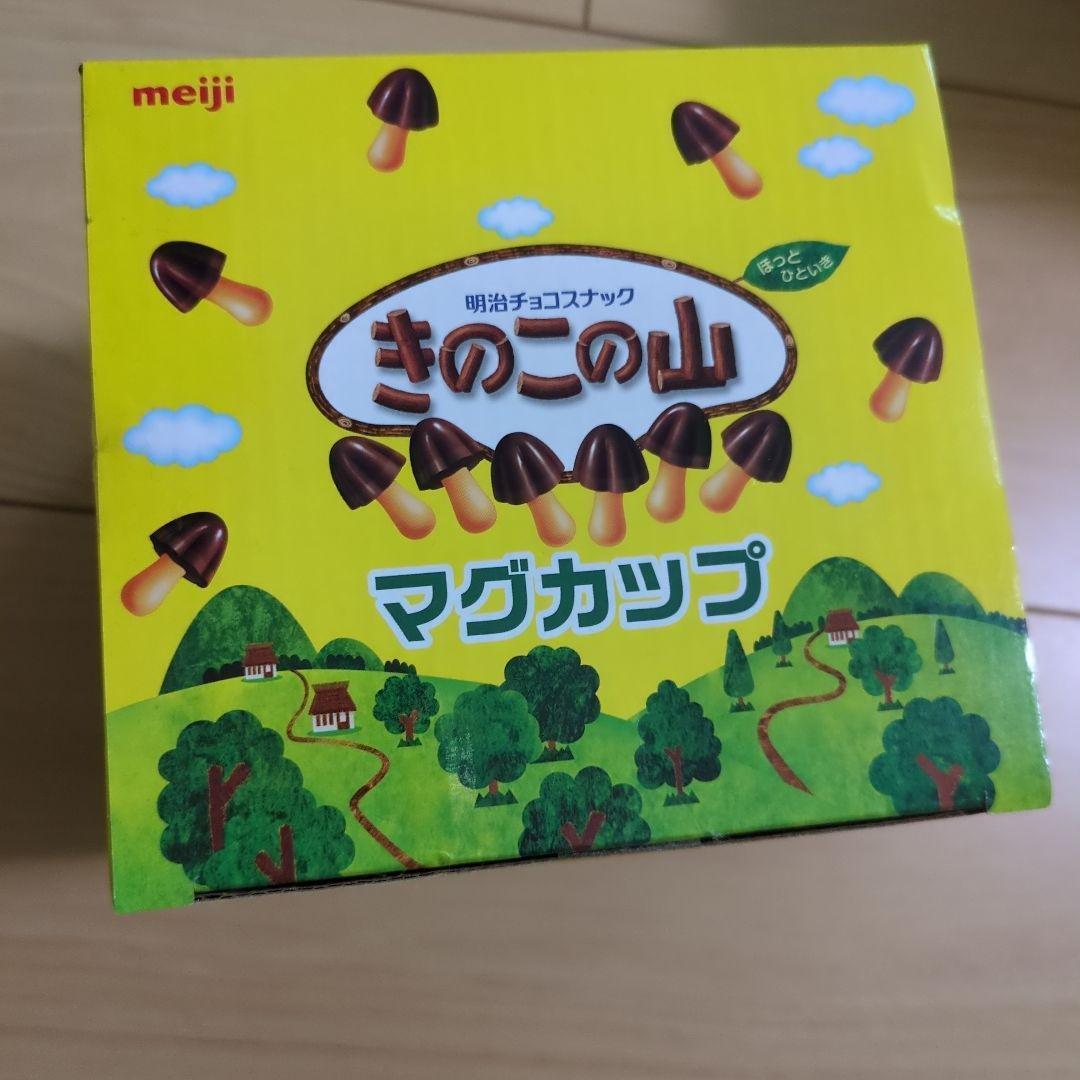 meiji
ほっと
ひといき
明治チョコスナック
きのこの山
マグカップ